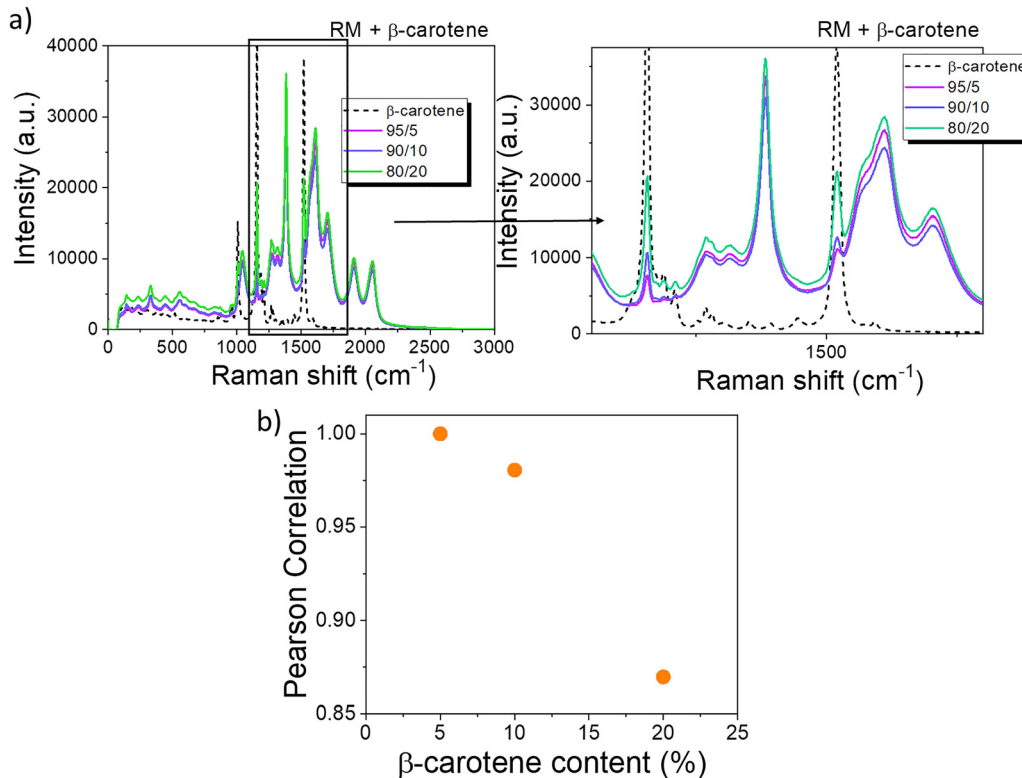 a)
RM + β-carotene
40000
30000
20000
10000
0
Intensity (a.u.)
β-carotene
95/5
90/10
80/20
0 500 1000 1500 2000 2500 3000
Raman shift (cm-1)
RM + β-carotene
30000
20000
10000
0
Intensity (a.u.)
β-carotene
95/5
90/10
80/20
1500
Raman shift (cm-1)
b)
1.00
0.95
0.90
0.85
Pearson Correlation
0 5 10 15 20 25
β-carotene content (%)